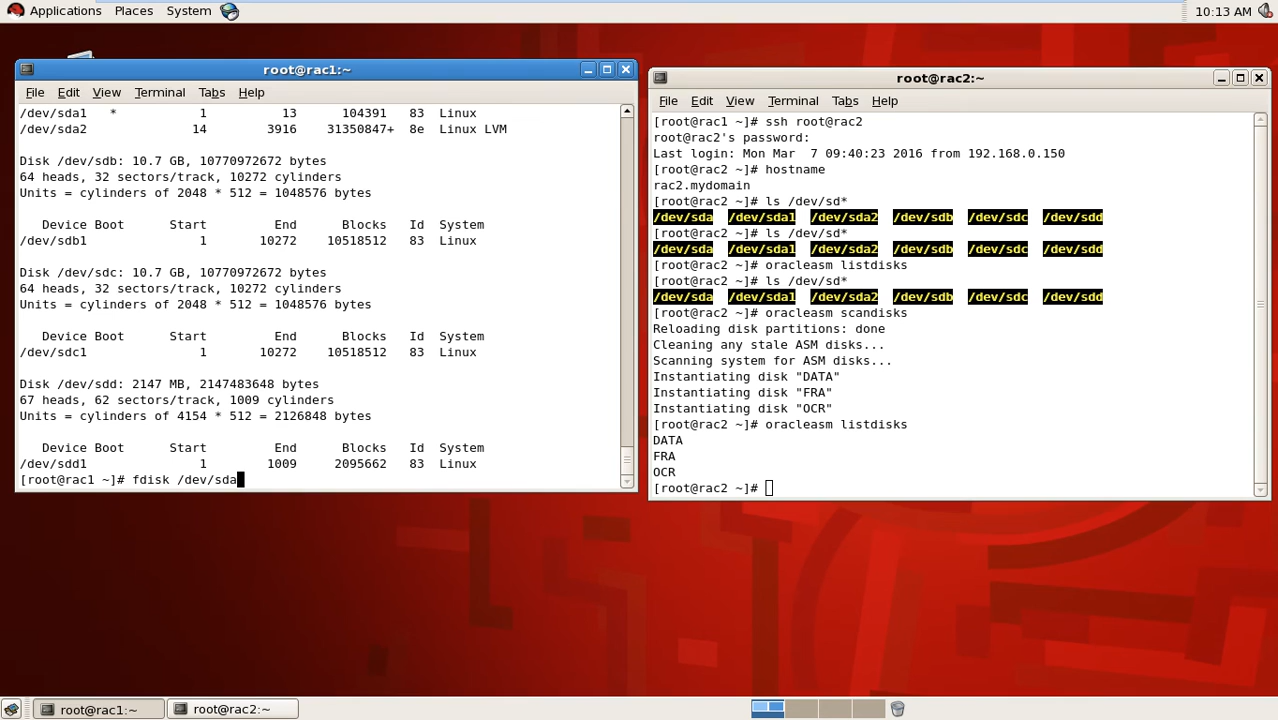 Applications Places System 10:13 AM
root@rac1:~
File Edit View Terminal Tabs Help
/dev/sda1 * 1 13 104391 83 Linux
/dev/sda2 14 3916 31350847+ 8e Linux LVM
Disk /dev/sdb: 10.7 GB, 10770972672 bytes
64 heads, 32 sectors/track, 10272 cylinders
Units = cylinders of 2048 * 512 = 1048576 bytes
Device Boot Start End Blocks Id System
/dev/sdb1 1 10272 10518512 83 Linux
Disk /dev/sdc: 10.7 GB, 10770972672 bytes
64 heads, 32 sectors/track, 10272 cylinders
Units = cylinders of 2048 * 512 = 1048576 bytes
Device Boot Start End Blocks Id System
/dev/sdc1 1 10272 10518512 83 Linux
Disk /dev/sdd: 2147 MB, 2147483648 bytes
67 heads, 62 sectors/track, 1009 cylinders
Units = cylinders of 4154 * 512 = 2126848 bytes
Device Boot Start End Blocks Id System
/dev/sdd1 1 1009 2095662 83 Linux
[root@rac1 ~]# fdisk /dev/sda
root@rac2:~
File Edit View Terminal Tabs Help
[root@rac1 ~]# ssh root@rac2
root@rac2's password:
Last login: Mon Mar 7 09:40:23 2016 from 192.168.0.150
[root@rac2 ~]# hostname
rac2.mydomain
[root@rac2 ~]# ls /dev/sd*
/dev/sda /dev/sda1 /dev/sda2 /dev/sdb /dev/sdc /dev/sdd
[root@rac2 ~]# ls /dev/sd*
/dev/sda /dev/sda1 /dev/sda2 /dev/sdb /dev/sdc /dev/sdd
[root@rac2 ~]# oracleasm listdisks
[root@rac2 ~]# ls /dev/sd*
/dev/sda /dev/sda1 /dev/sda2 /dev/sdb /dev/sdc /dev/sdd
[root@rac2 ~]# oracleasm scandisks
Reloading disk partitions: done
Cleaning any stale ASM disks...
Scanning system for ASM disks...
Instantiating disk "DATA"
Instantiating disk "FRA"
Instantiating disk "OCR"
[root@rac2 ~]# oracleasm listdisks
DATA
FRA
OCR
[root@rac2 ~]#
root@rac1:~ root@rac2:~